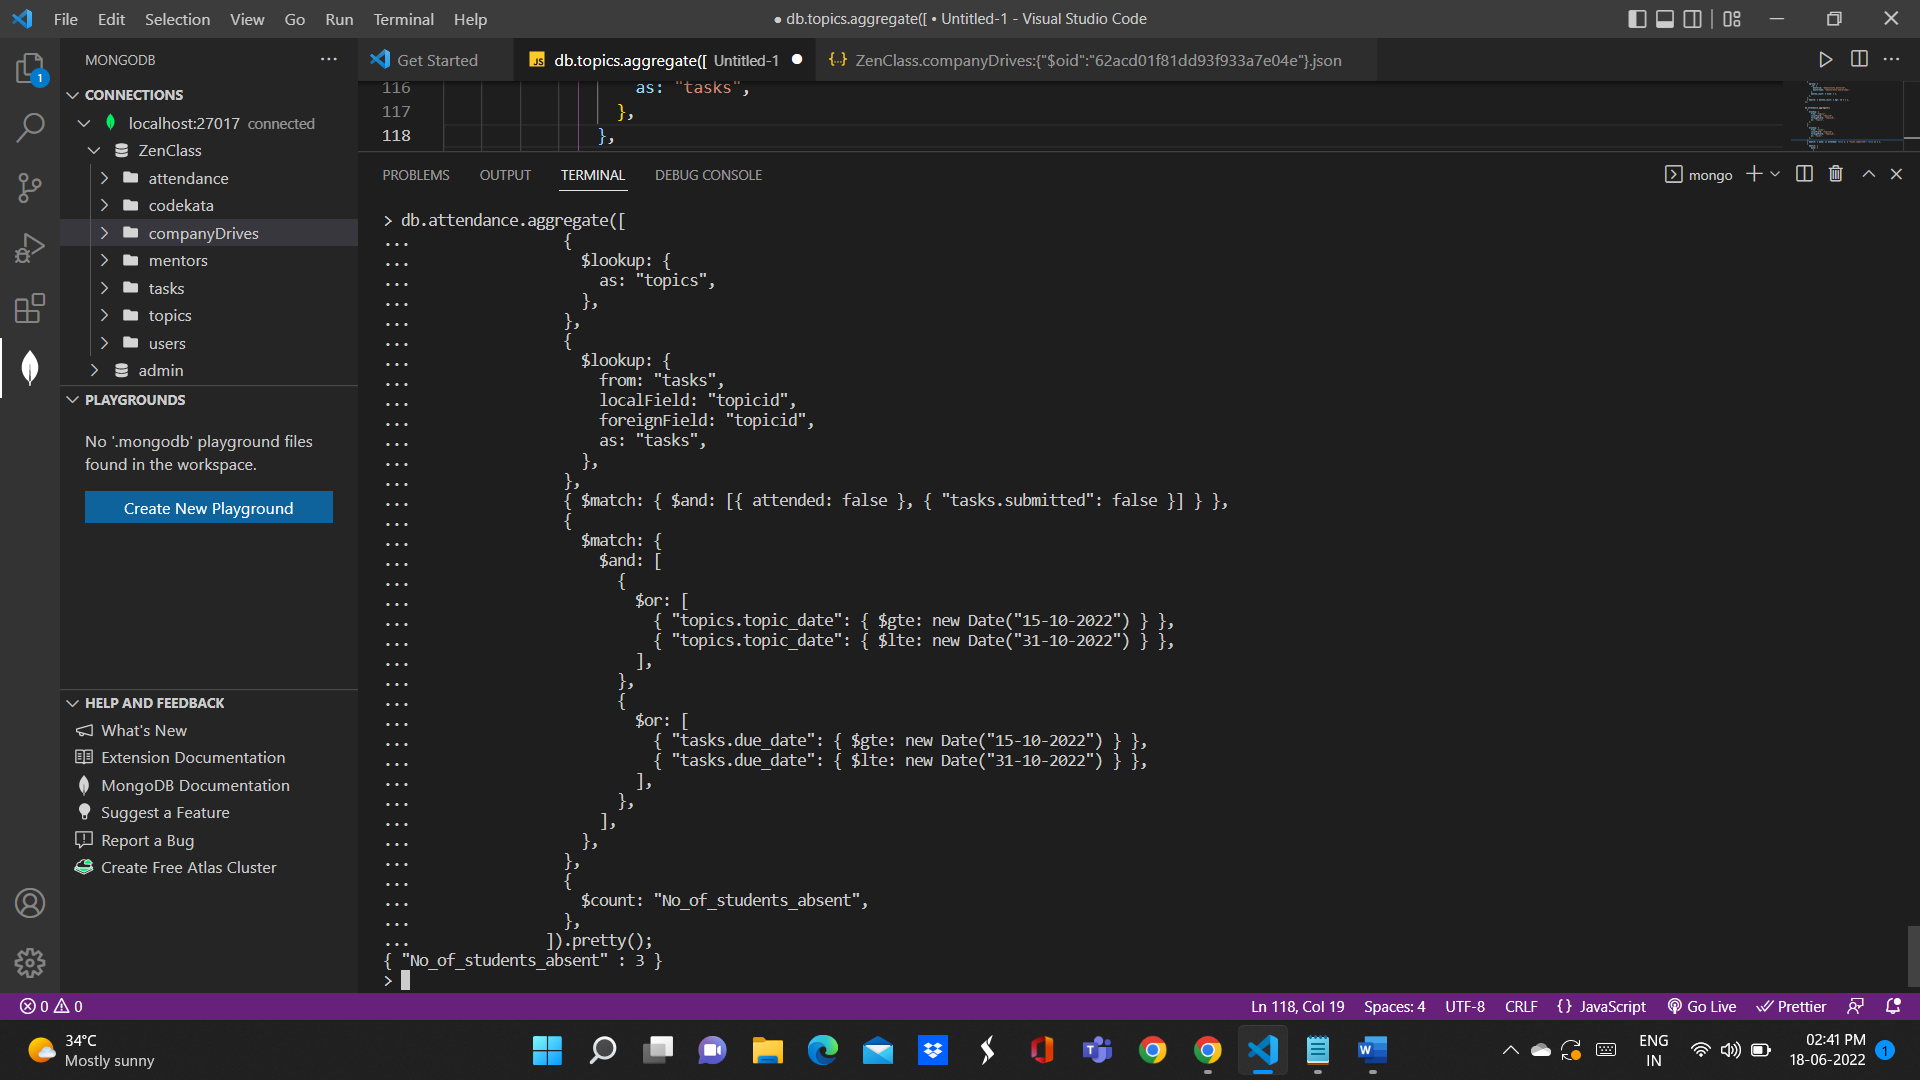 File Edit Selection View Go Run Terminal Help
● db.topics.aggregate([ • Untitled-1 - Visual Studio Code
MONGODB
Get Started
JS db.topics.aggregate([ Untitled-1 ●
{··} ZenClass.companyDrives:{"$oid":"62acd01f81dd93f933a7e04e"}.json
1
CONNECTIONS
localhost:27017 connected
ZenClass
attendance
codekata
companyDrives
mentors
tasks
topics
users
admin
PLAYGROUNDS
No '.mongodb' playground files
found in the workspace.
Create New Playground
HELP AND FEEDBACK
What's New
Extension Documentation
MongoDB Documentation
Suggest a Feature
Report a Bug
Create Free Atlas Cluster
116 as: "tasks",
117 },
118 },
PROBLEMS OUTPUT TERMINAL DEBUG CONSOLE
mongo
> db.attendance.aggregate([
... {
... $lookup: {
... as: "topics",
... },
... },
... {
... $lookup: {
... from: "tasks",
... localField: "topicid",
... foreignField: "topicid",
... as: "tasks",
... },
... },
... { $match: { $and: [{ attended: false }, { "tasks.submitted": false }] } },
... {
... $match: {
... $and: [
... {
... $or: [
... { "topics.topic_date": { $gte: new Date("15-10-2022") } },
... { "topics.topic_date": { $lte: new Date("31-10-2022") } },
... ],
... },
... {
... $or: [
... { "tasks.due_date": { $gte: new Date("15-10-2022") } },
... { "tasks.due_date": { $lte: new Date("31-10-2022") } },
... ],
... },
... ],
... },
... },
... {
... $count: "No_of_students_absent",
... },
... ]).pretty();
{ "No_of_students_absent" : 3 }
>
0 0
Ln 118, Col 19 Spaces: 4 UTF-8 CRLF {} JavaScript Go Live Prettier
34°C
Mostly sunny
ENG
IN
02:41 PM
18-06-2022
1